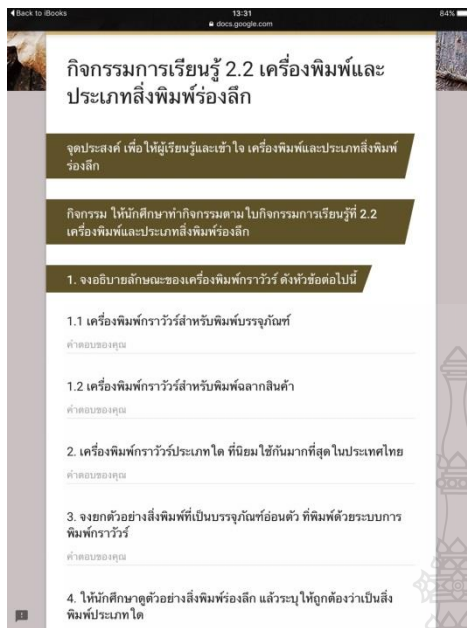 Back to iBooks
13:31
84%
docs.google.com
กิจกรรมการเรียนรู้ 2.2 เครื่องพิมพ์และ
ประเภทสิ่งพิมพ์ร่องลึก
จุดประสงค์ เพื่อให้ผู้เรียนรู้และเข้าใจ เครื่องพิมพ์และประเภทสิ่งพิมพ์
ร่องลึก
กิจกรรม ให้นักศึกษาทำกิจกรรมตามใบกิจกรรมการเรียนรู้ที่ 2.2
เครื่องพิมพ์และประเภทสิ่งพิมพ์ร่องลึก
1. จงอธิบายลักษณะของเครื่องพิมพ์กราวัวร์ ดังหัวข้อต่อไปนี้
1.1 เครื่องพิมพ์กราวัวร์สำหรับพิมพ์บรรจุภัณฑ์
คำตอบของคุณ
1.2 เครื่องพิมพ์กราวัวร์สำหรับพิมพ์ฉลากสินค้า
คำตอบของคุณ
2. เครื่องพิมพ์กราวัวร์ประเภทใด ที่นิยมใช้กันมากที่สุดในประเทศไทย
คำตอบของคุณ
3. จงยกตัวอย่างสิ่งพิมพ์ที่เป็นบรรจุภัณฑ์อ่อนตัว ที่พิมพ์ด้วยระบบการ
พิมพ์กราวัวร์
คำตอบของคุณ
4. ให้นักศึกษาดูตัวอย่างสิ่งพิมพ์ร่องลึก แล้วระบุให้ถูกต้องว่าเป็นสิ่ง
พิมพ์ประเภทใด